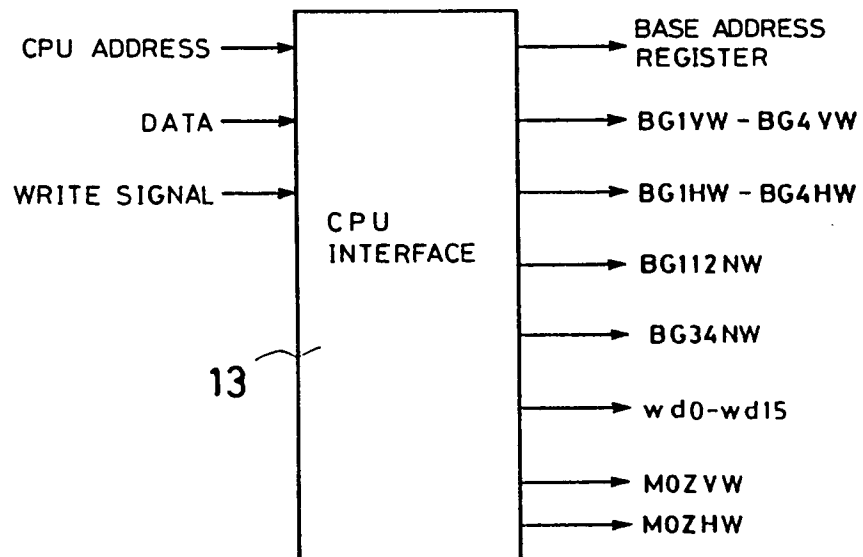 CPU ADDRESS
DATA
WRITE SIGNAL
CPU
INTERFACE
13
BASE ADDRESS
REGISTER
BG1VW - BG4VW
BG1HW - BG4HW
BG112NW
BG34NW
wd0-wd15
MOZVW
MOZHW